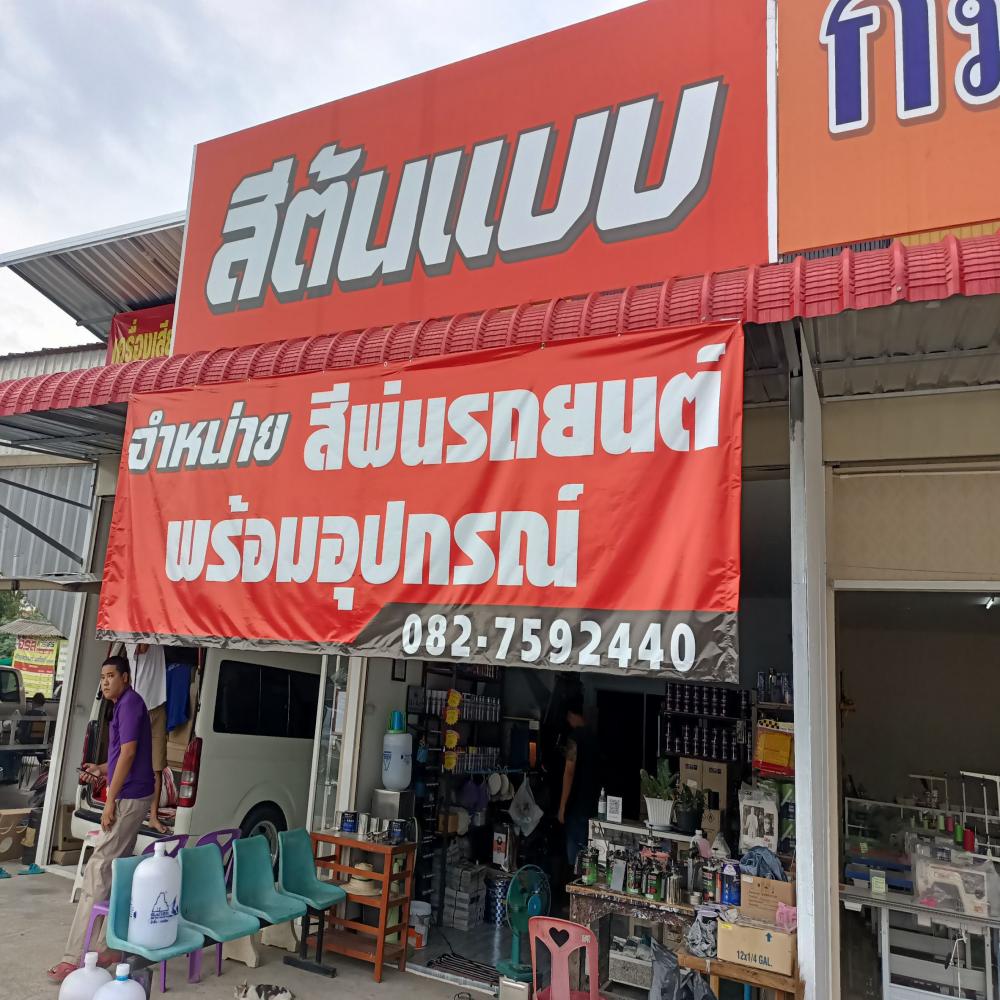 สีต้นแบบ
จำหน่าย สีพ่นรถยนต์
พร้อมอุปกรณ์
082-7592440
12x1/4 GAL.